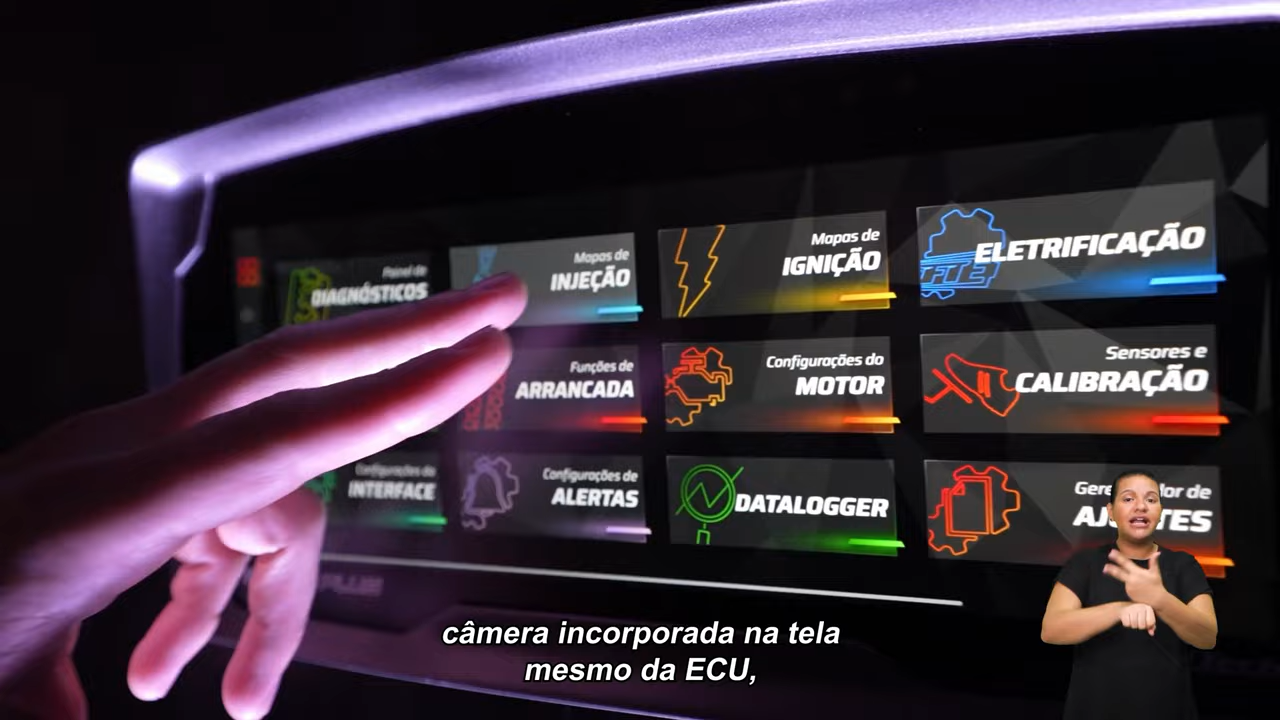 Painel de
DIAGNÓSTICOS
Mapas de
INJEÇÃO
Mapas de
IGNIÇÃO
ELETRIFICAÇÃO
FTE
Funções de
ARRANCADA
Configurações do
MOTOR
Sensores e
CALIBRAÇÃO
Configurações da
INTERFACE
Configurações de
ALERTAS
DATALOGGER
câmera incorporada na tela
mesmo da ECU,